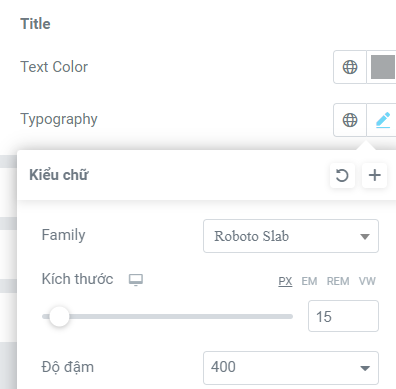 Title
Text Color
Typography
Kiểu chữ
Family Roboto Slab
Kích thước PX EM REM VW
15
Độ đậm 400